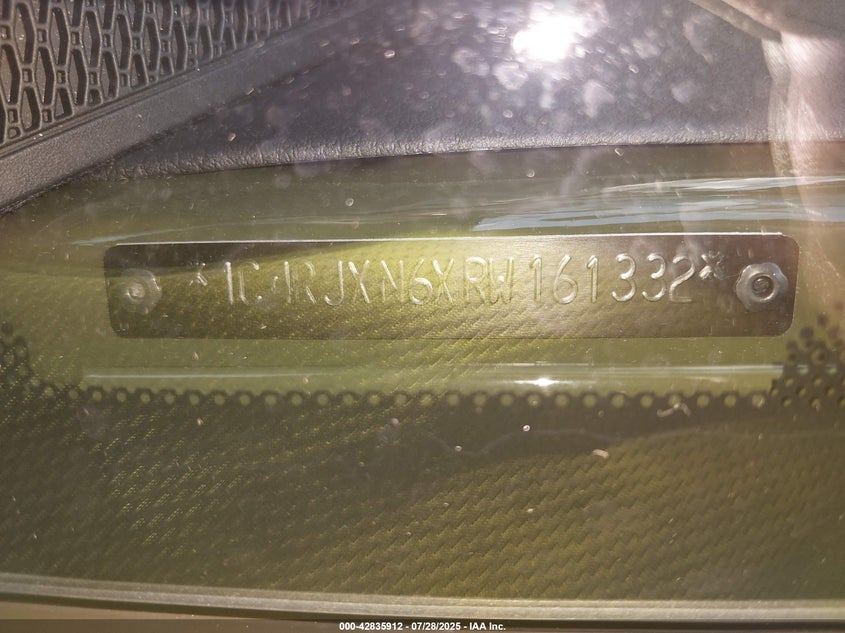 *1C4RJXN6XRW161332*
000-42835912 - 07/28/2025 - IAA Inc.